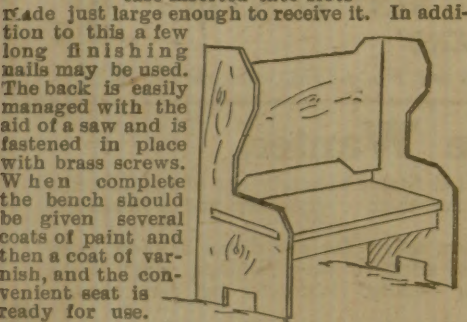 made just large enough to receive it. In addi-
tion to this a few
long finishing
nails may be used.
The back is easily
managed with the
aid of a saw and is
fastened in place
with brass screws.
When complete
the bench should
be given several
coats of paint and
then a coat of var-
nish, and the con-
venient seat is
ready for use.